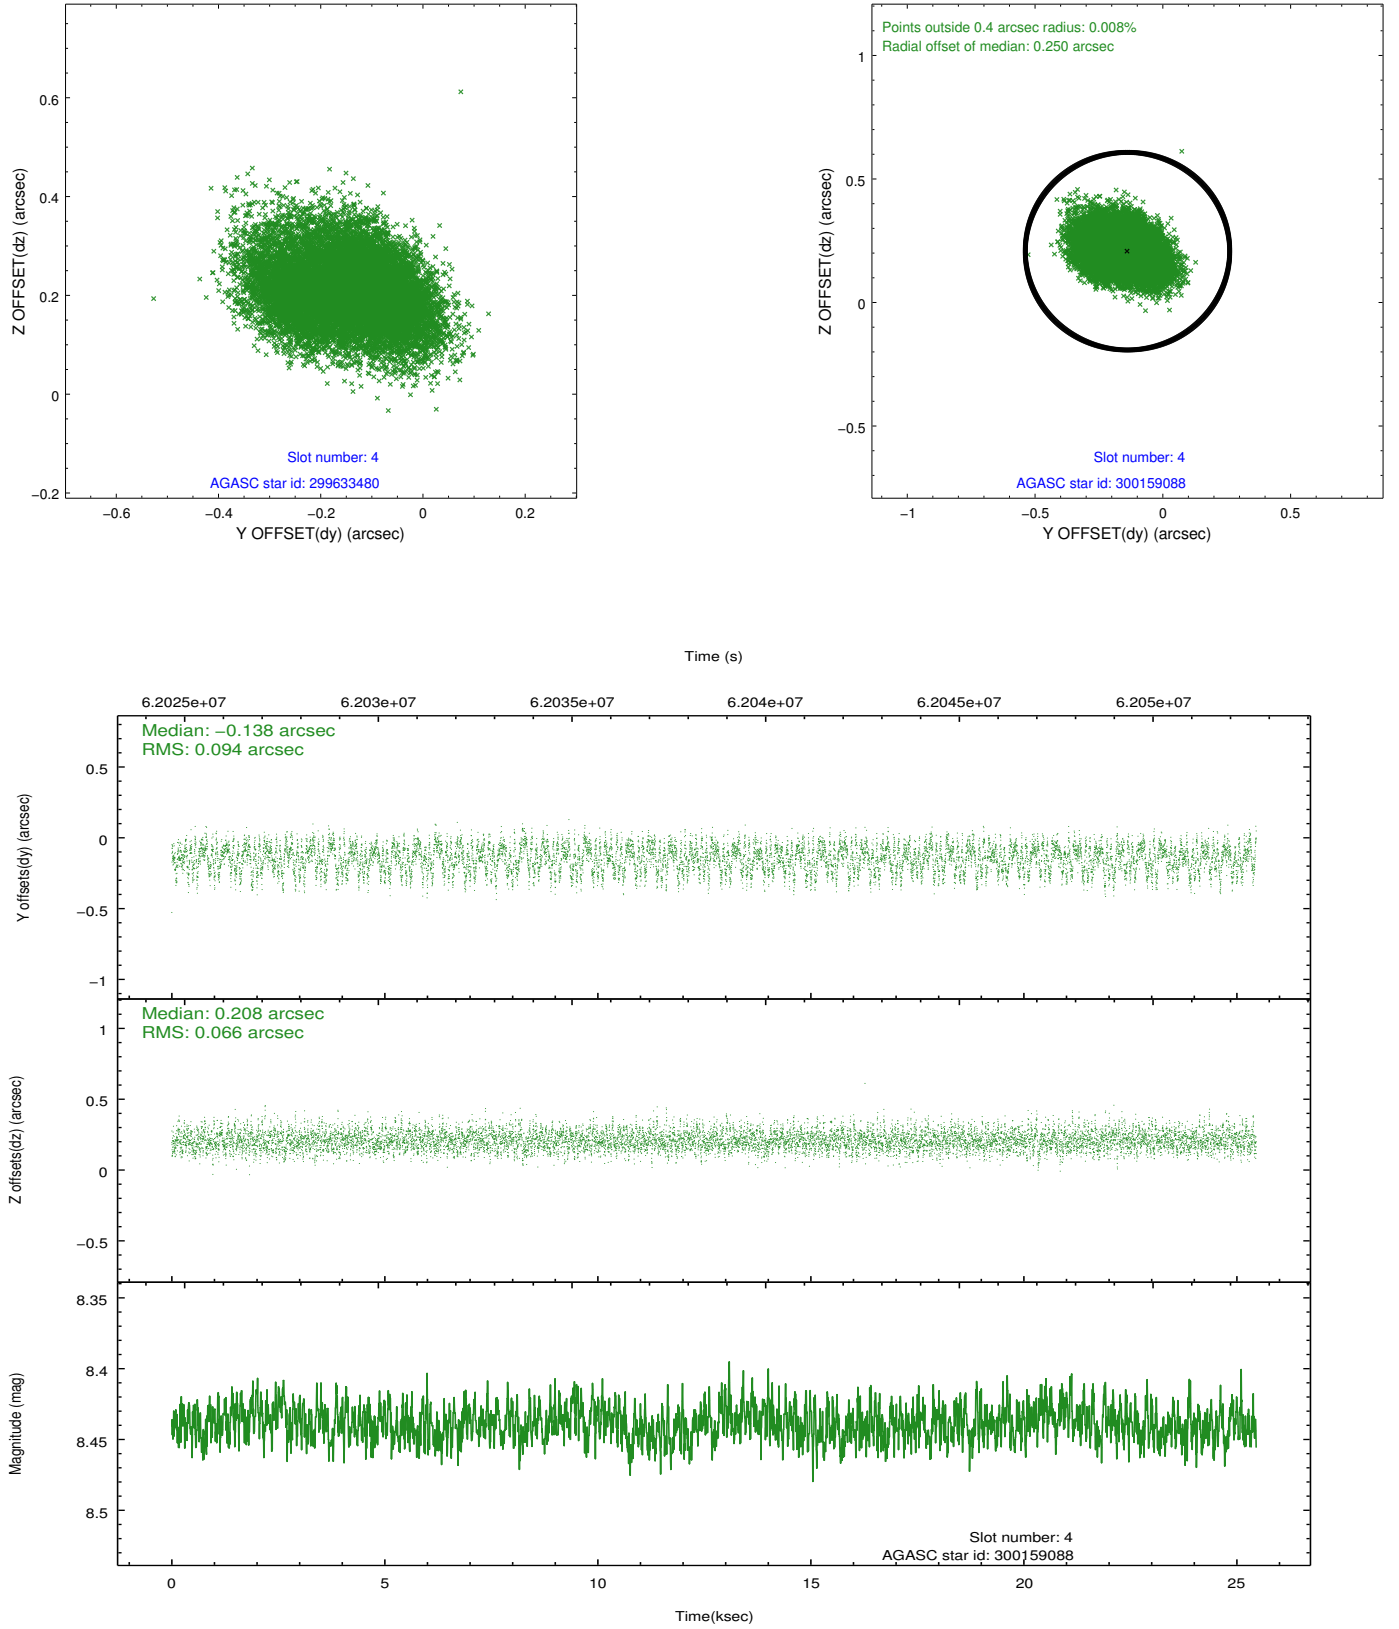 0.6
0.4
0.2
0
−0.2
Z OFFSET(dz) (arcsec)
Slot number: 4
AGASC star id: 299633480
−0.6
−0.4
−0.2
0
0.2
Y OFFSET(dy) (arcsec)
Points outside 0.4 arcsec radius: 0.008%
Radial offset of median: 0.250 arcsec
1
0.5
0
−0.5
Z OFFSET(dz) (arcsec)
Slot number: 4
AGASC star id: 300159088
−1
−0.5
0
0.5
Y OFFSET(dy) (arcsec)
Time (s)
6.2025e+07
6.203e+07
6.2035e+07
6.204e+07
6.2045e+07
6.205e+07
Median: −0.138 arcsec
RMS: 0.094 arcsec
0.5
0
−0.5
−1
Y offsets(dy) (arcsec)
Median: 0.208 arcsec
RMS: 0.066 arcsec
1
0.5
0
−0.5
Z offsets(dz) (arcsec)
8.35
8.4
8.45
8.5
Magnitude (mag)
Slot number: 4
AGASC star id: 300159088
0
5
10
15
20
25
Time(ksec)